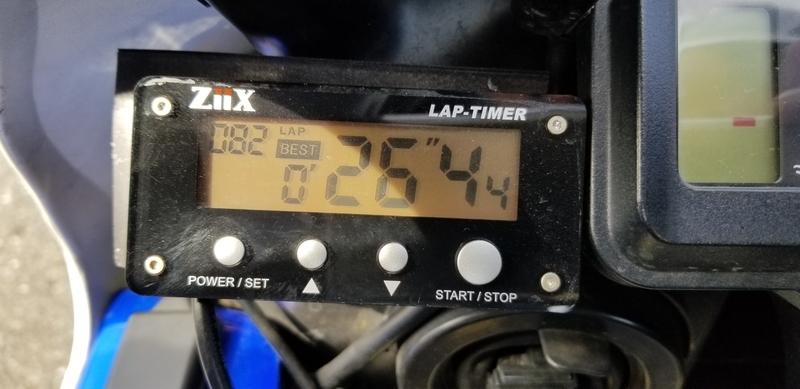 ZiiX
LAP-TIMER
082 LAP
BEST
0'26"44
POWER / SET ▲ ▼ START / STOP